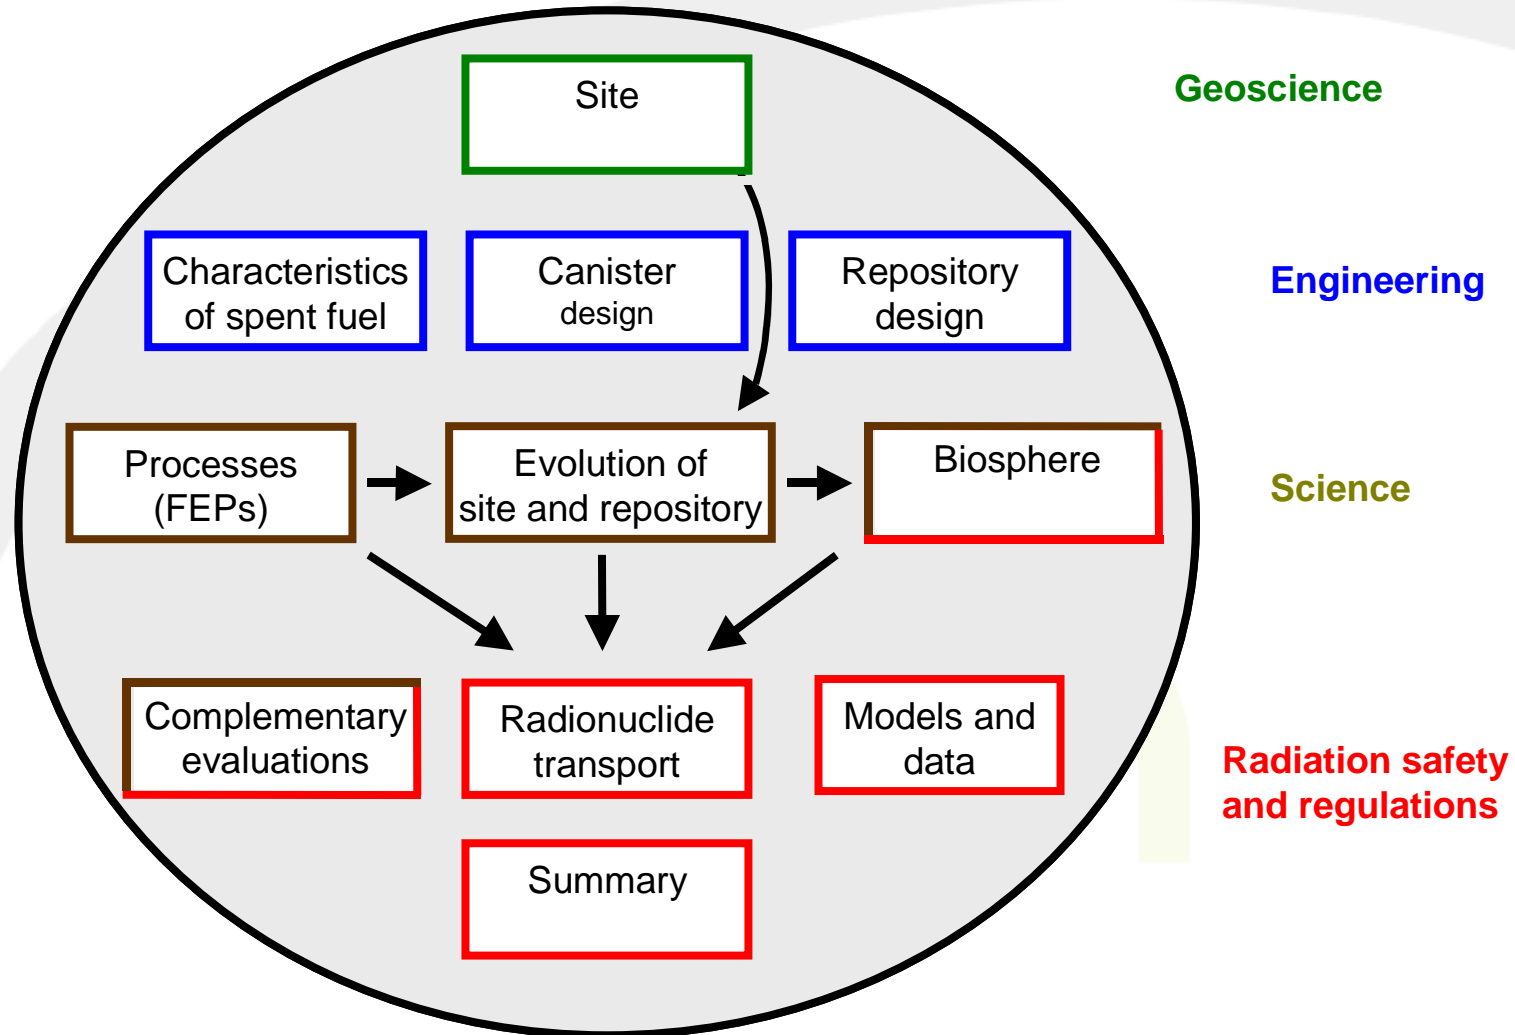 Site
Geoscience
Characteristics
of spent fuel
Canister
design
Repository
design
Engineering
Processes
(FEPs)
Evolution of
site and repository
Biosphere
Science
Complementary
evaluations
Radionuclide
transport
Models and
data
Radiation safety
and regulations
Summary